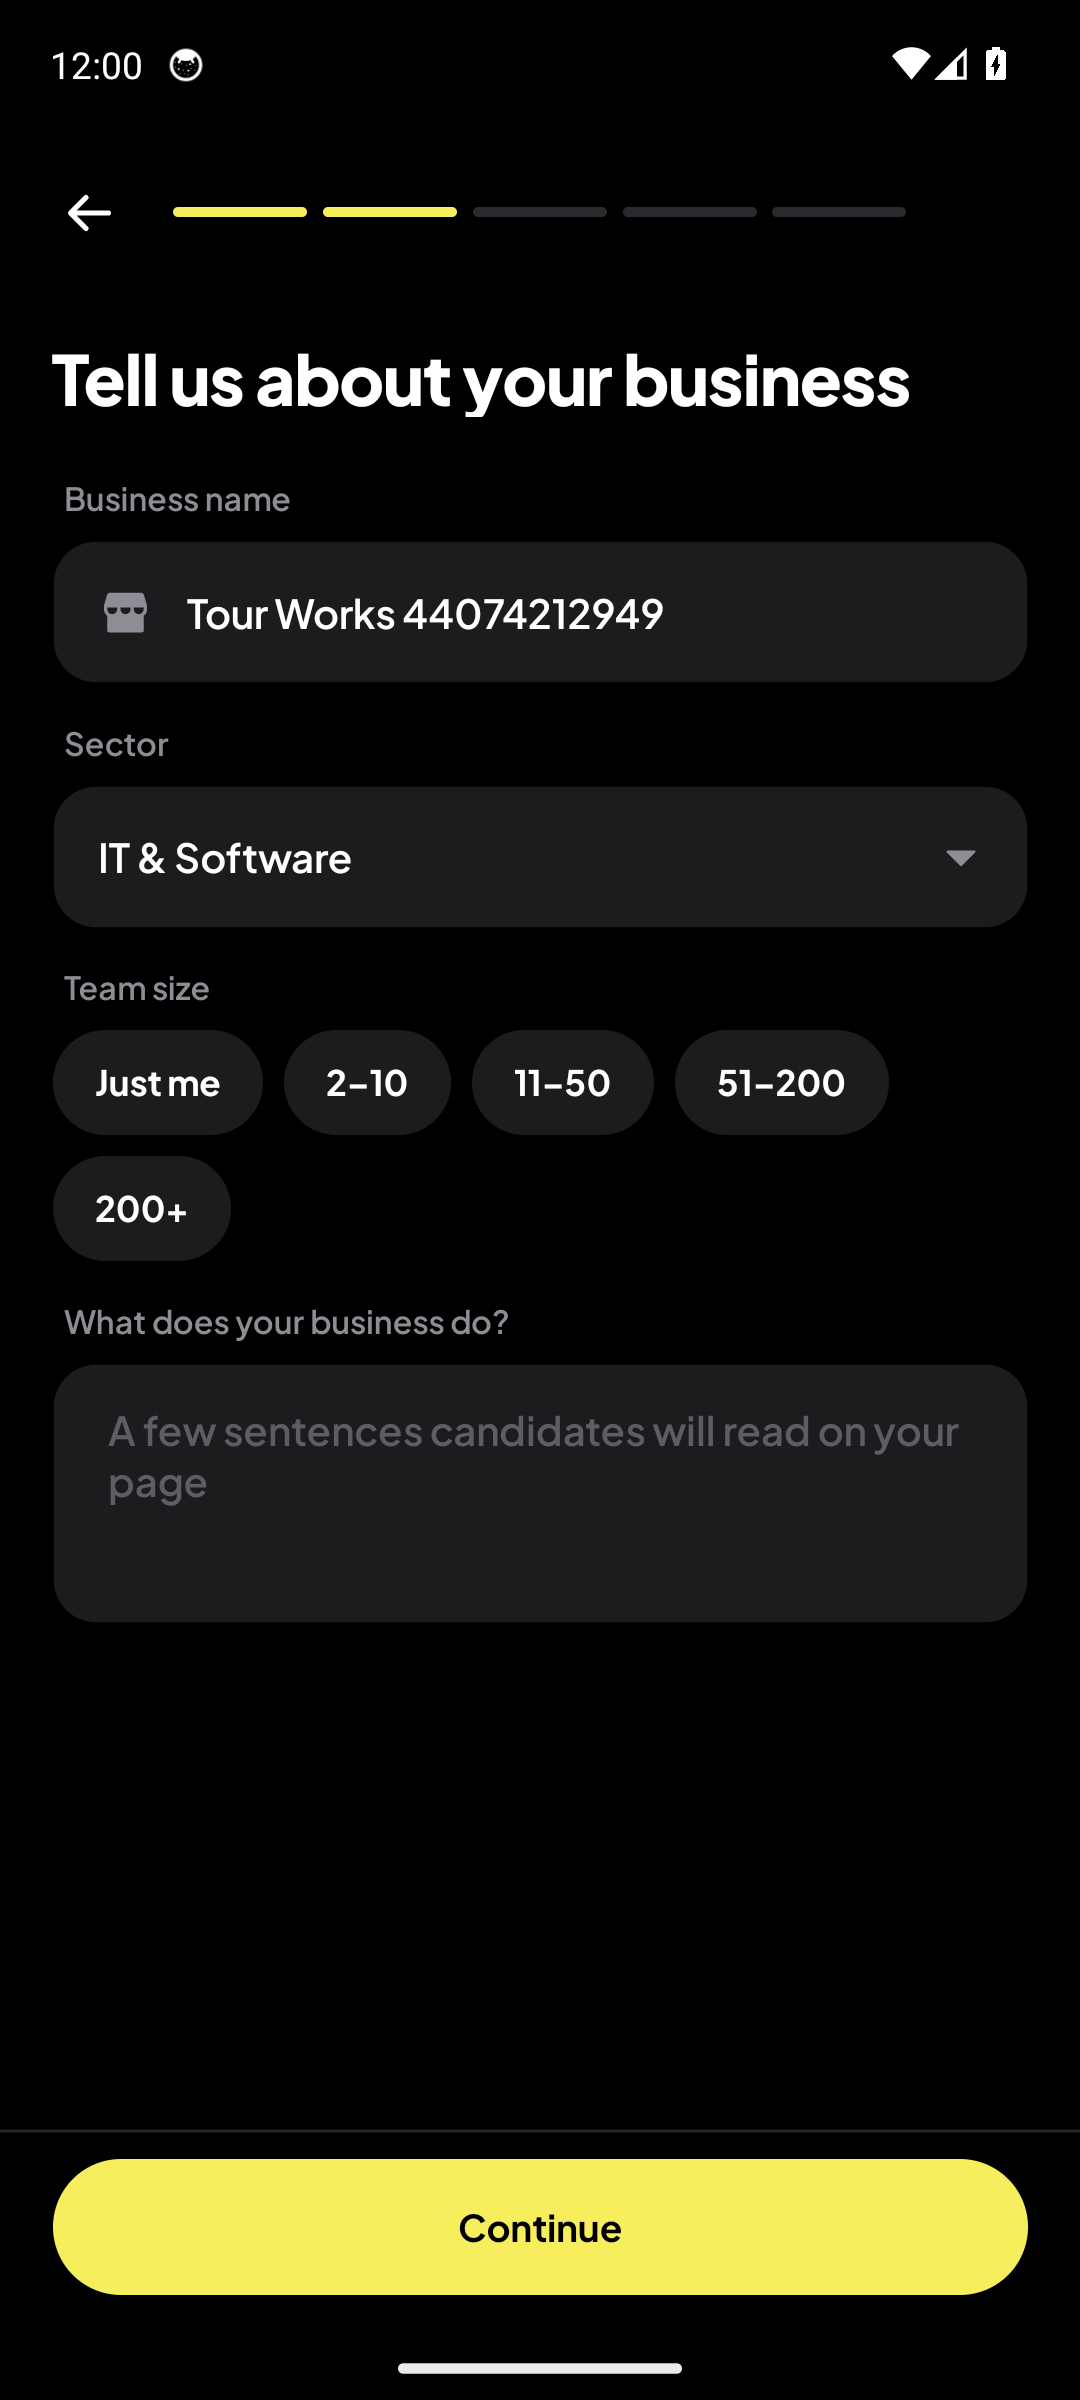 12:00
Tell us about your business
Business name
Tour Works 44074212949
Sector
IT & Software
Team size
Just me
2–10
11–50
51–200
200+
What does your business do?
A few sentences candidates will read on your
page
Continue